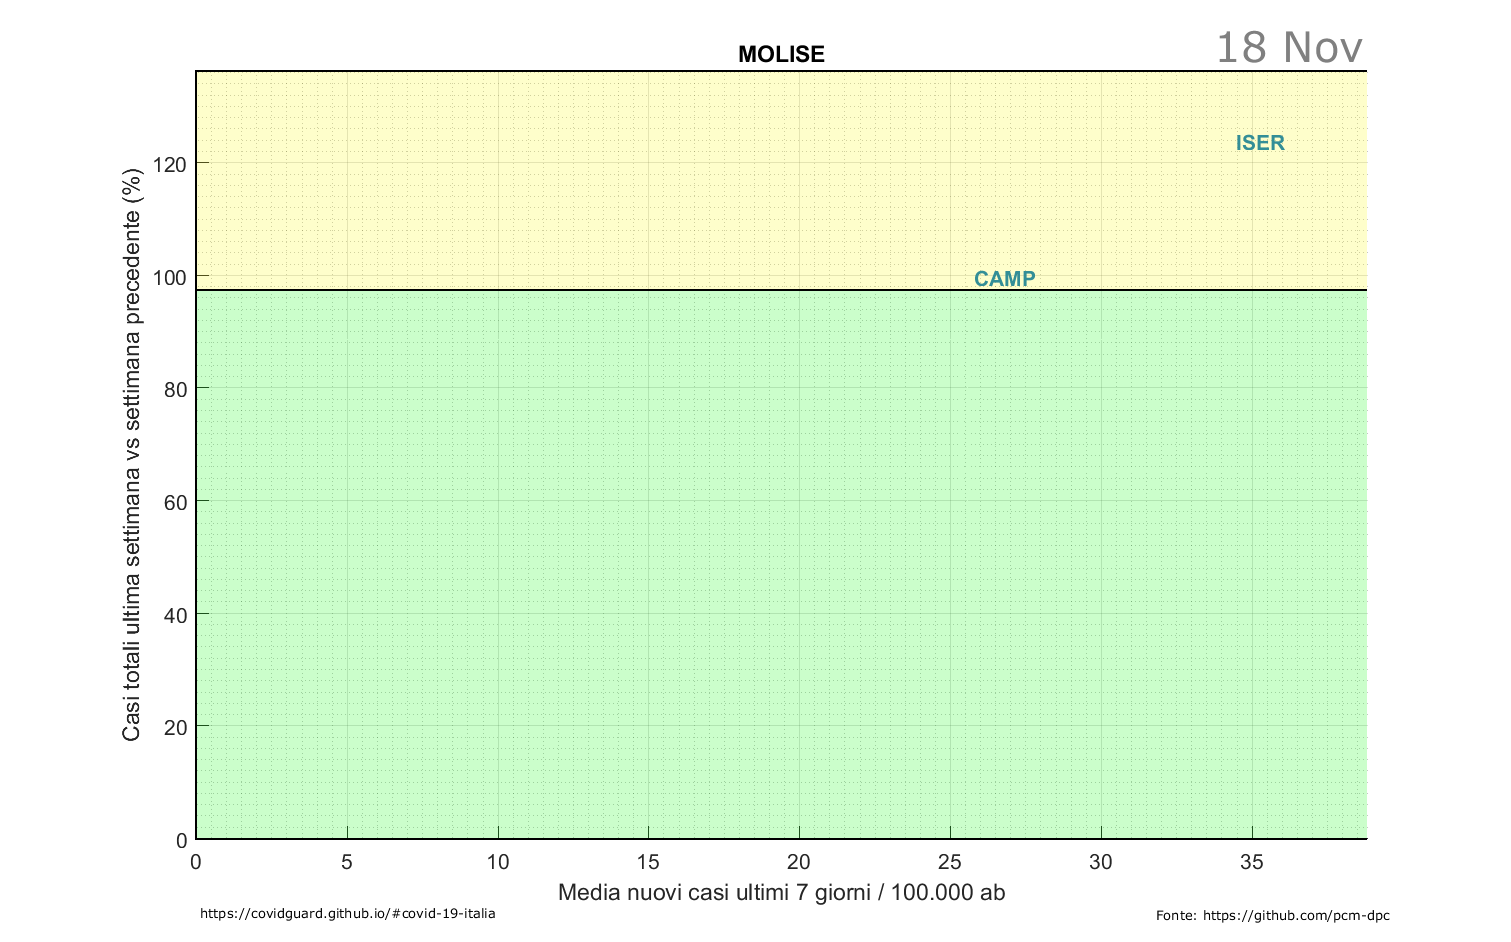 MOLISE
18 Nov
Casi totali ultima settimana vs settimana precedente (%)
120
100
80
60
40
20
0
ISER
CAMP
0 5 10 15 20 25 30 35
Media nuovi casi ultimi 7 giorni / 100.000 ab
https://covidguard.github.io/#covid-19-italia
Fonte: https://github.com/pcm-dpc